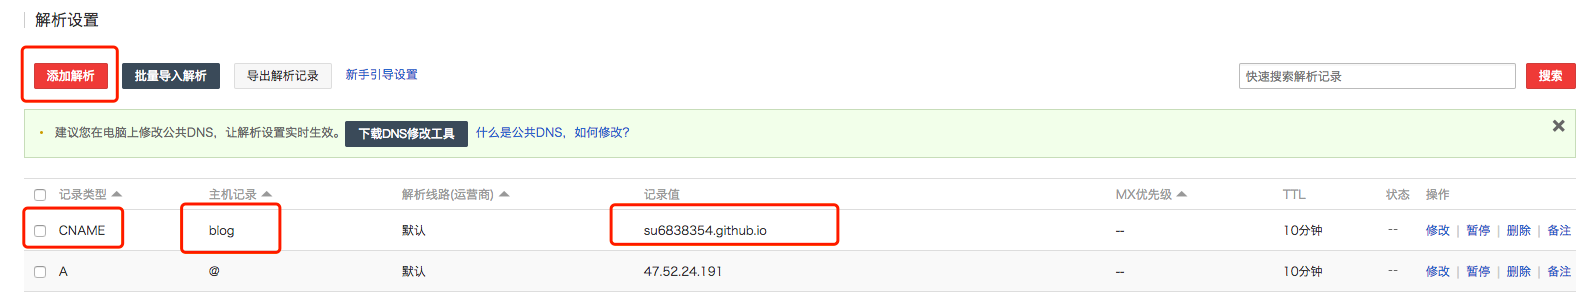 解析设置
添加解析 批量导入解析 导出解析记录 新手引导设置 快速搜索解析记录 搜索
建议您在电脑上修改公共DNS，让解析设置实时生效。 下载DNS修改工具 什么是公共DNS，如何修改?
记录类型 主机记录 解析线路(运营商) 记录值 MX优先级 TTL 状态 操作
CNAME blog 默认 su6838354.github.io -- 10分钟 -- 修改 | 暂停 | 删除 | 备注
A @ 默认 47.52.24.191 -- 10分钟 -- 修改 | 暂停 | 删除 | 备注